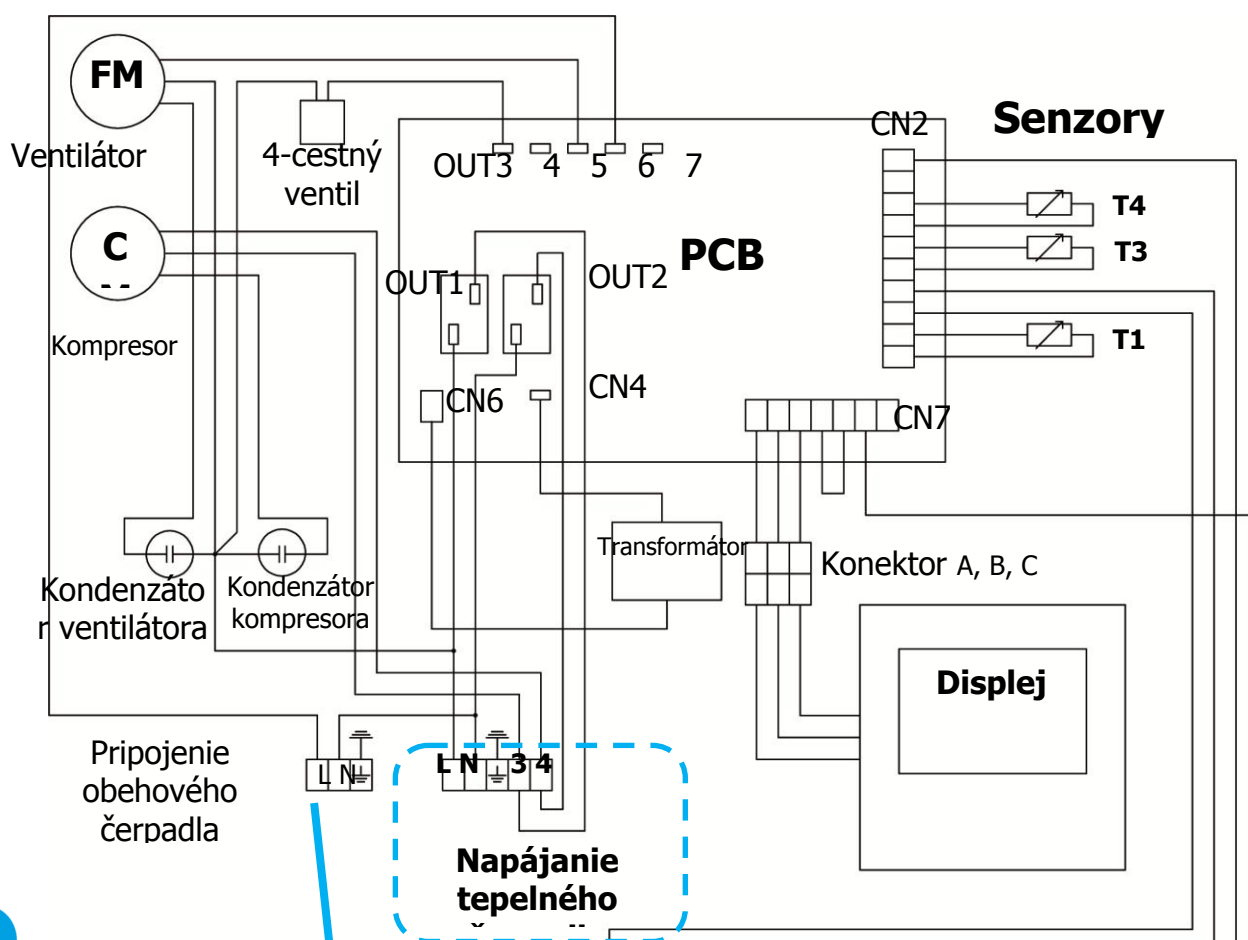 FM
Ventilátor
4-cestný
ventil
C
Kompresor
OUT3 4 5 6 7
CN2
Senzory
T4
T3
T1
PCB
OUT1
OUT2
CN6
CN4
CN7
Transformátor
Konektor A, B, C
Kondenzáto
r ventilátora
Kondenzátor
kompresora
Displej
Pripojenie
obehového
čerpadla
L N
L N 3 4
Napájanie
tepelného